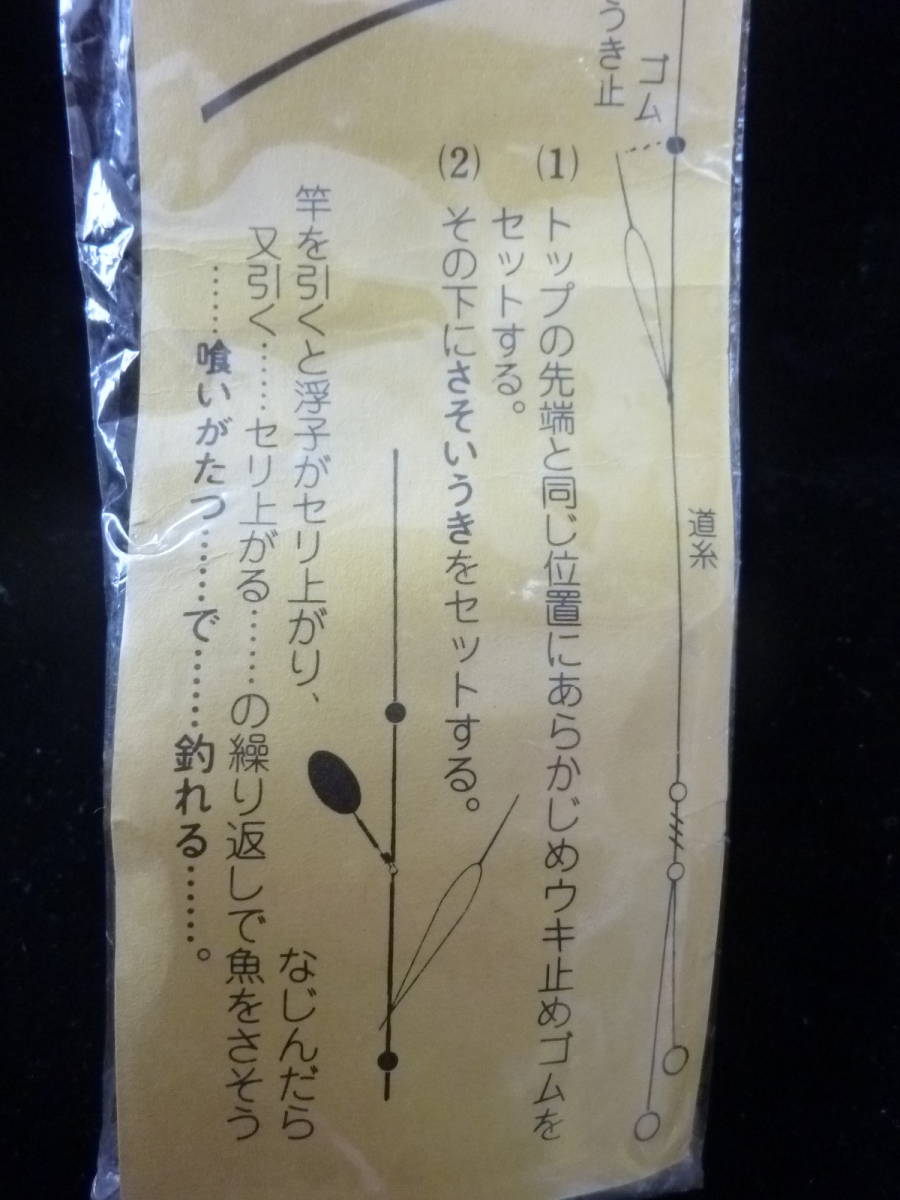 道糸
うき止
ゴム
(1) トップの先端と同じ位置にあらかじめウキ止めゴムを
セットする。
(2) その下にさそいうきをセットする。
竿を引くと浮子がセリ上がり、 なじんだら
又引く……セリ上がる……の繰り返しで魚をさそう
……喰いがたつ……で……釣れる……。